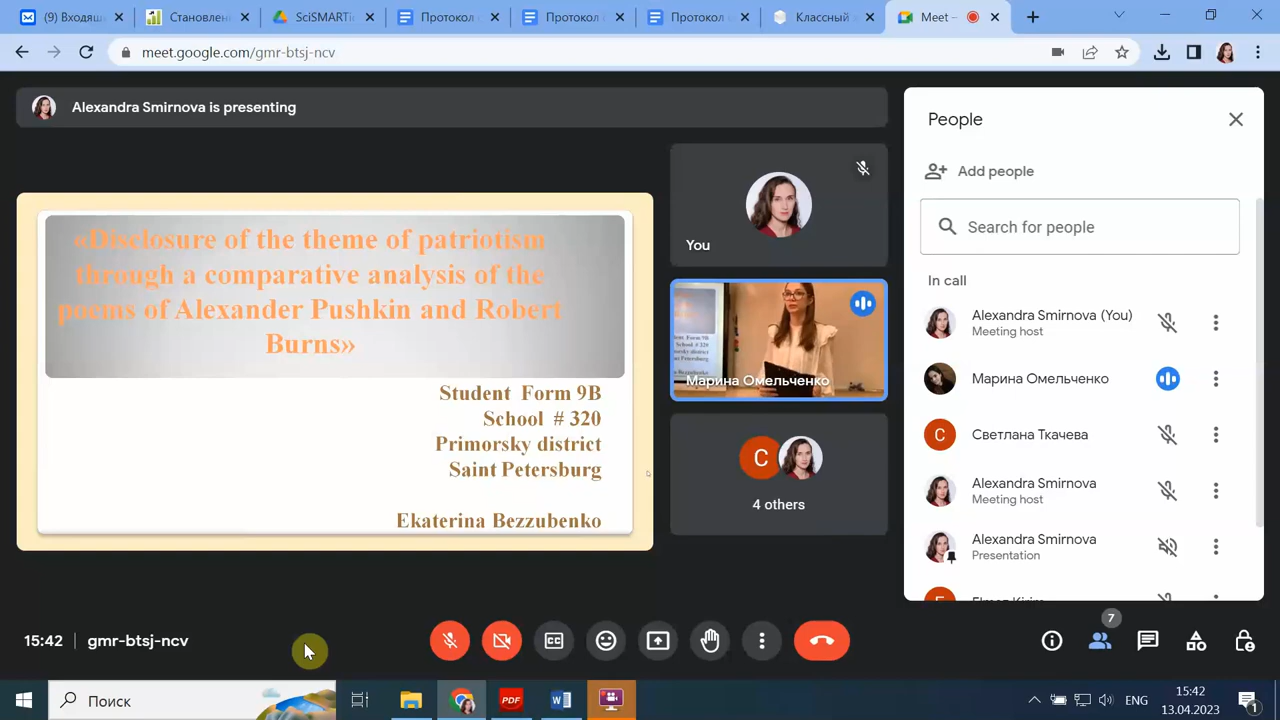 (9) Входящ
Становлен
SciSMARTi
Протокол с
Протокол
Протокол м
Классный
Meet –
meet.google.com/gmr-btsj-ncv
Alexandra Smirnova is presenting
«Disclosure of the theme of patriotism
through a comparative analysis of the
poems of Alexander Pushkin and Robert
Burns»
Student Form 9B
School # 320
Primorsky district
Saint Petersburg
Ekaterina Bezzubenko
You
Марина Омельченко
C
4 others
People
Add people
Search for people
In call
Alexandra Smirnova (You)
Meeting host
Марина Омельченко
C
Светлана Ткачева
Alexandra Smirnova
Meeting host
Alexandra Smirnova
Presentation
15:42
gmr-btsj-ncv
7
Поиск
PDF
W
ENG
15:42
13.04.2023
1